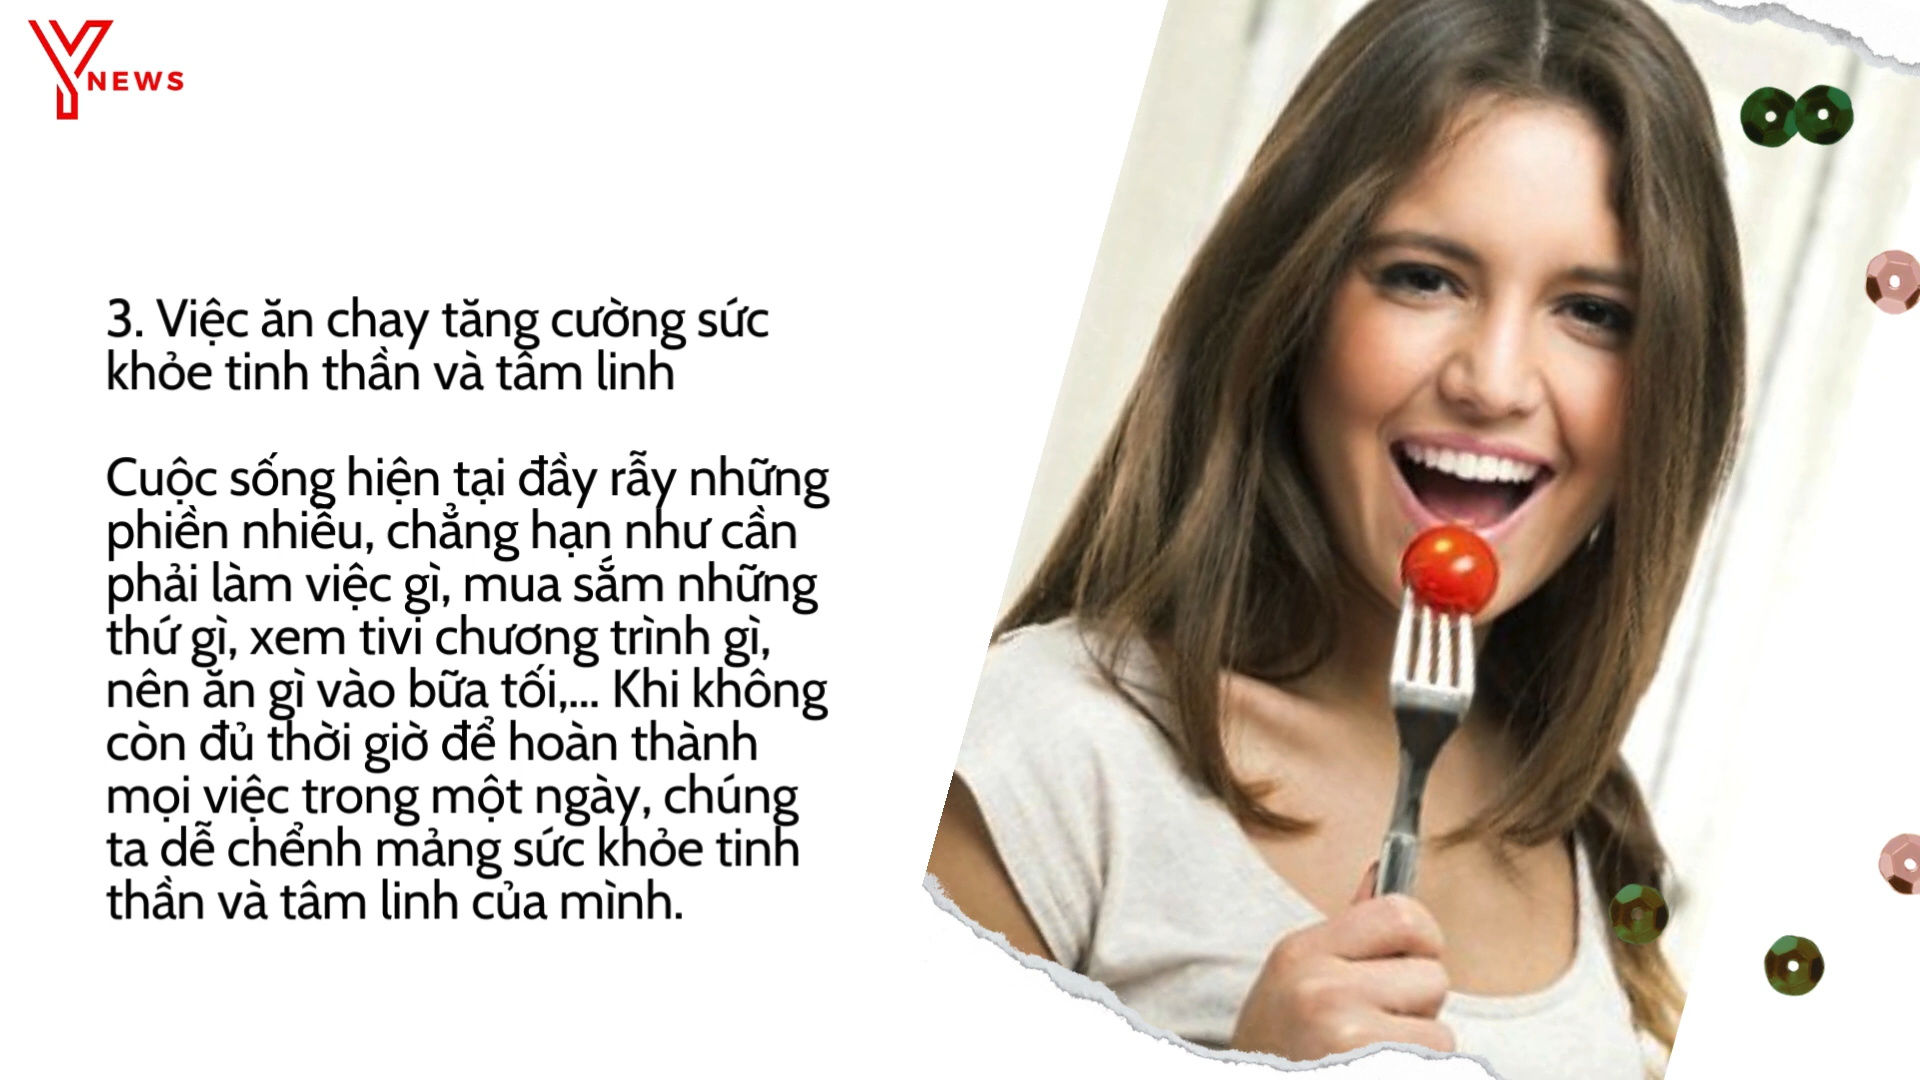 Y NEWS
3. Việc ăn chay tăng cường sức
khỏe tinh thần và tâm linh
Cuộc sống hiện tại đầy rẫy những
phiền nhiễu, chẳng hạn như cần
phải làm việc gì, mua sắm những
thứ gì, xem tivi chương trình gì,
nên ăn gì vào bữa tối,... Khi không
còn đủ thời giờ để hoàn thành
mọi việc trong một ngày, chúng
ta dễ chểnh mảng sức khỏe tinh
thần và tâm linh của mình.